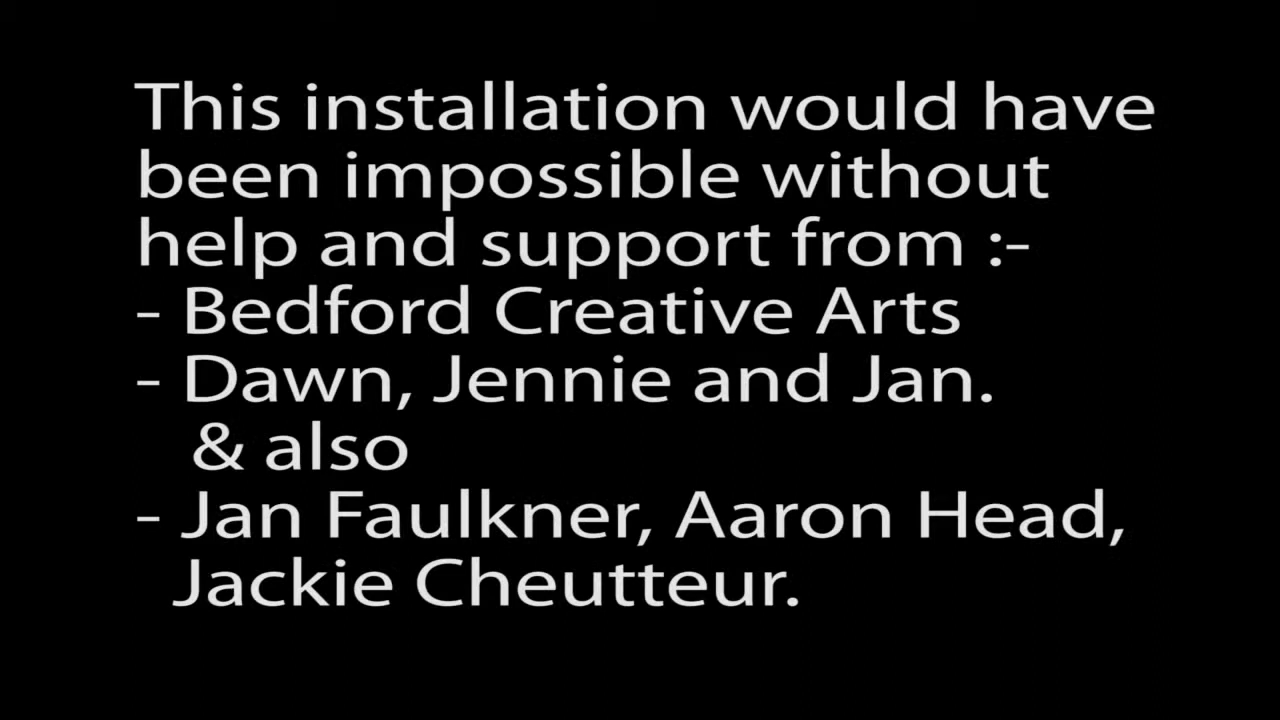 This installation would have
been impossible without
help and support from :-
- Bedford Creative Arts
- Dawn, Jennie and Jan.
& also
- Jan Faulkner, Aaron Head,
Jackie Cheutteur.